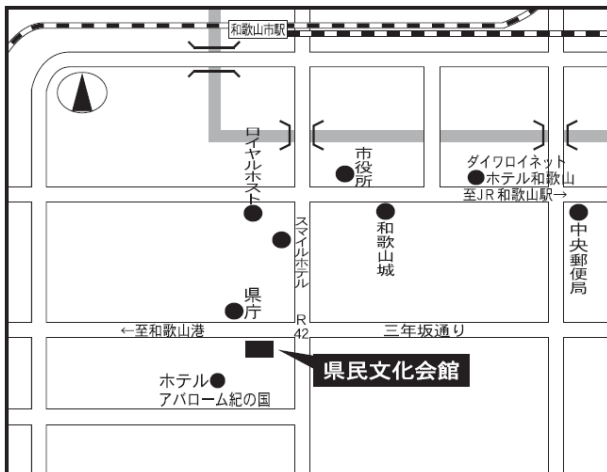 和歌山市駅
ロイヤルホスト
市役所
ダイワロイネット
ホテル和歌山
至JR和歌山駅→
スマイルホテル
和歌山城
中央郵便局
県庁
R
42
←至和歌山港
三年坂通り
県民文化会館
ホテル
アバローム紀の国